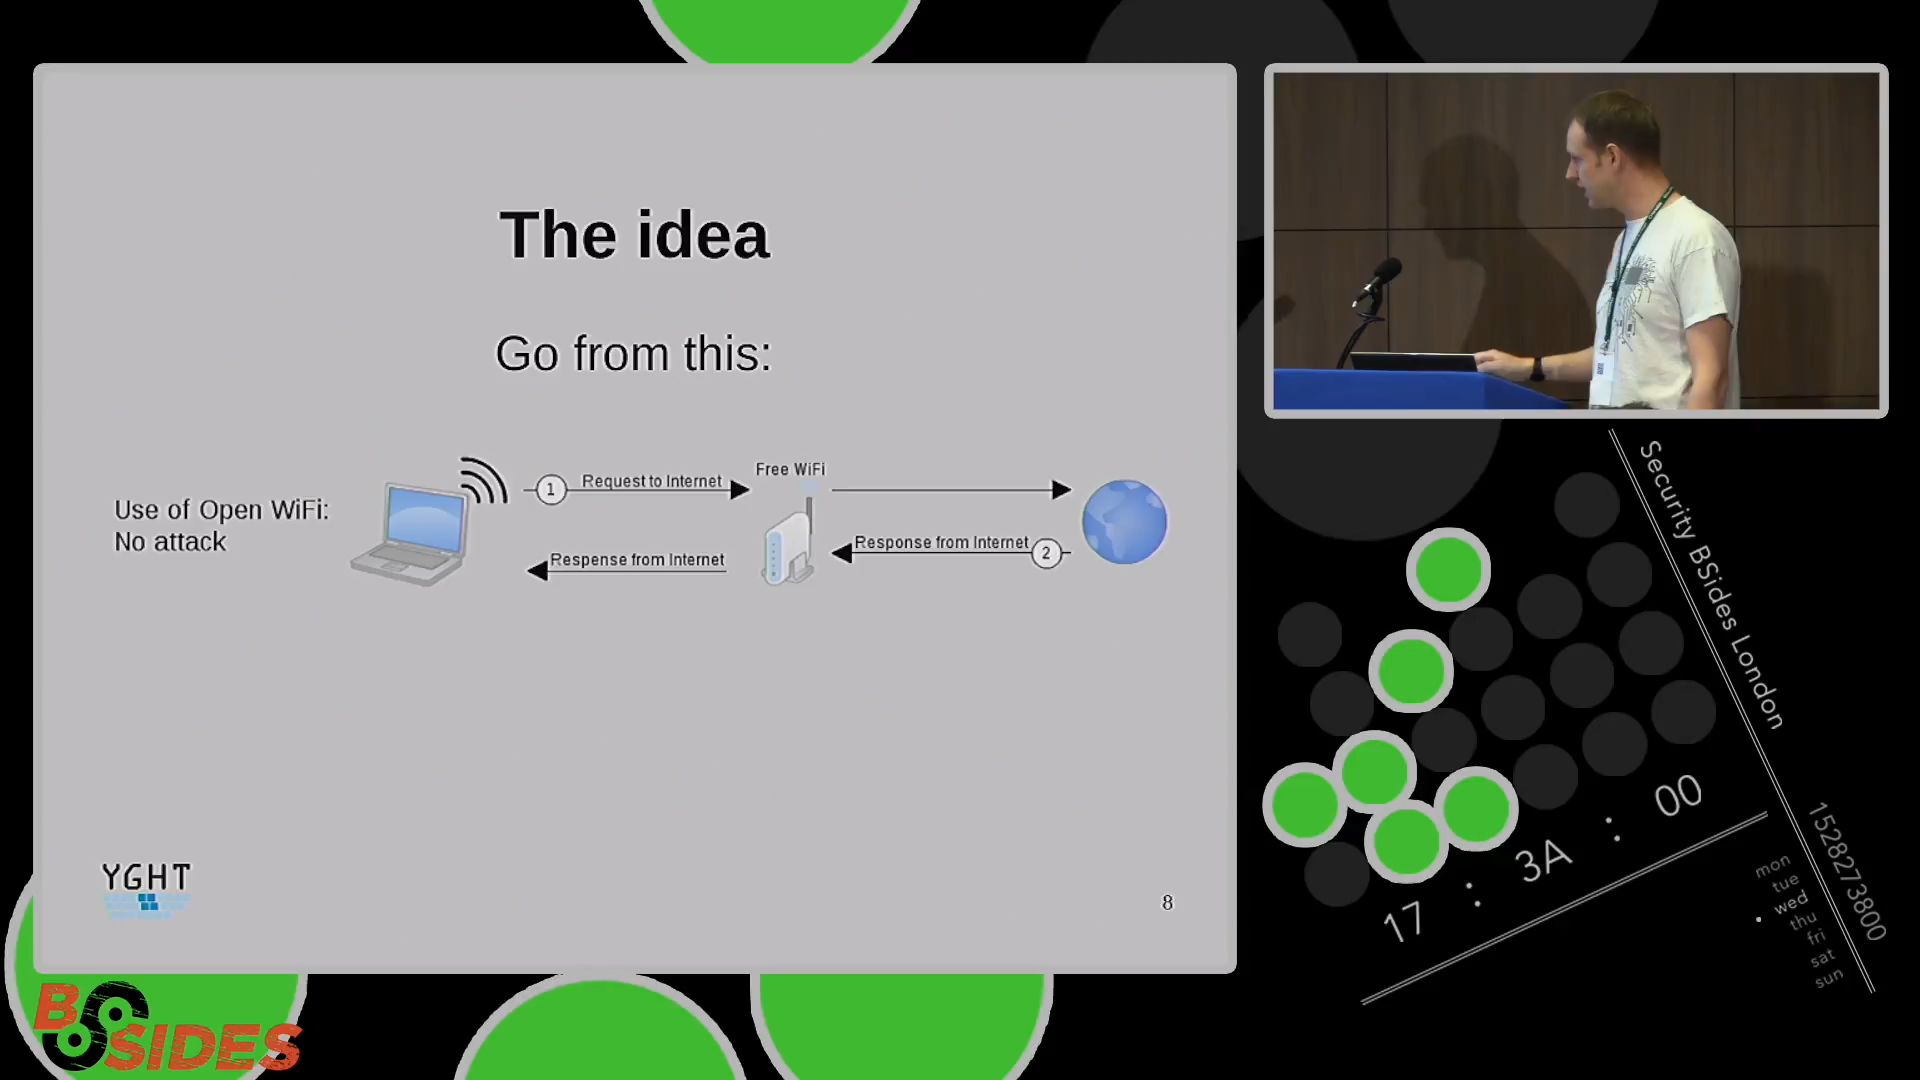 The idea
Go from this:
Use of Open WiFi:
No attack
1
Request to Internet
Free WiFi
Response from Internet
2
Respense from Internet
YGHT
8
Security BSides London
17 : 3A : 00
1528273800
mon
tue
wed
thu
fri
sat
sun
BSIDES